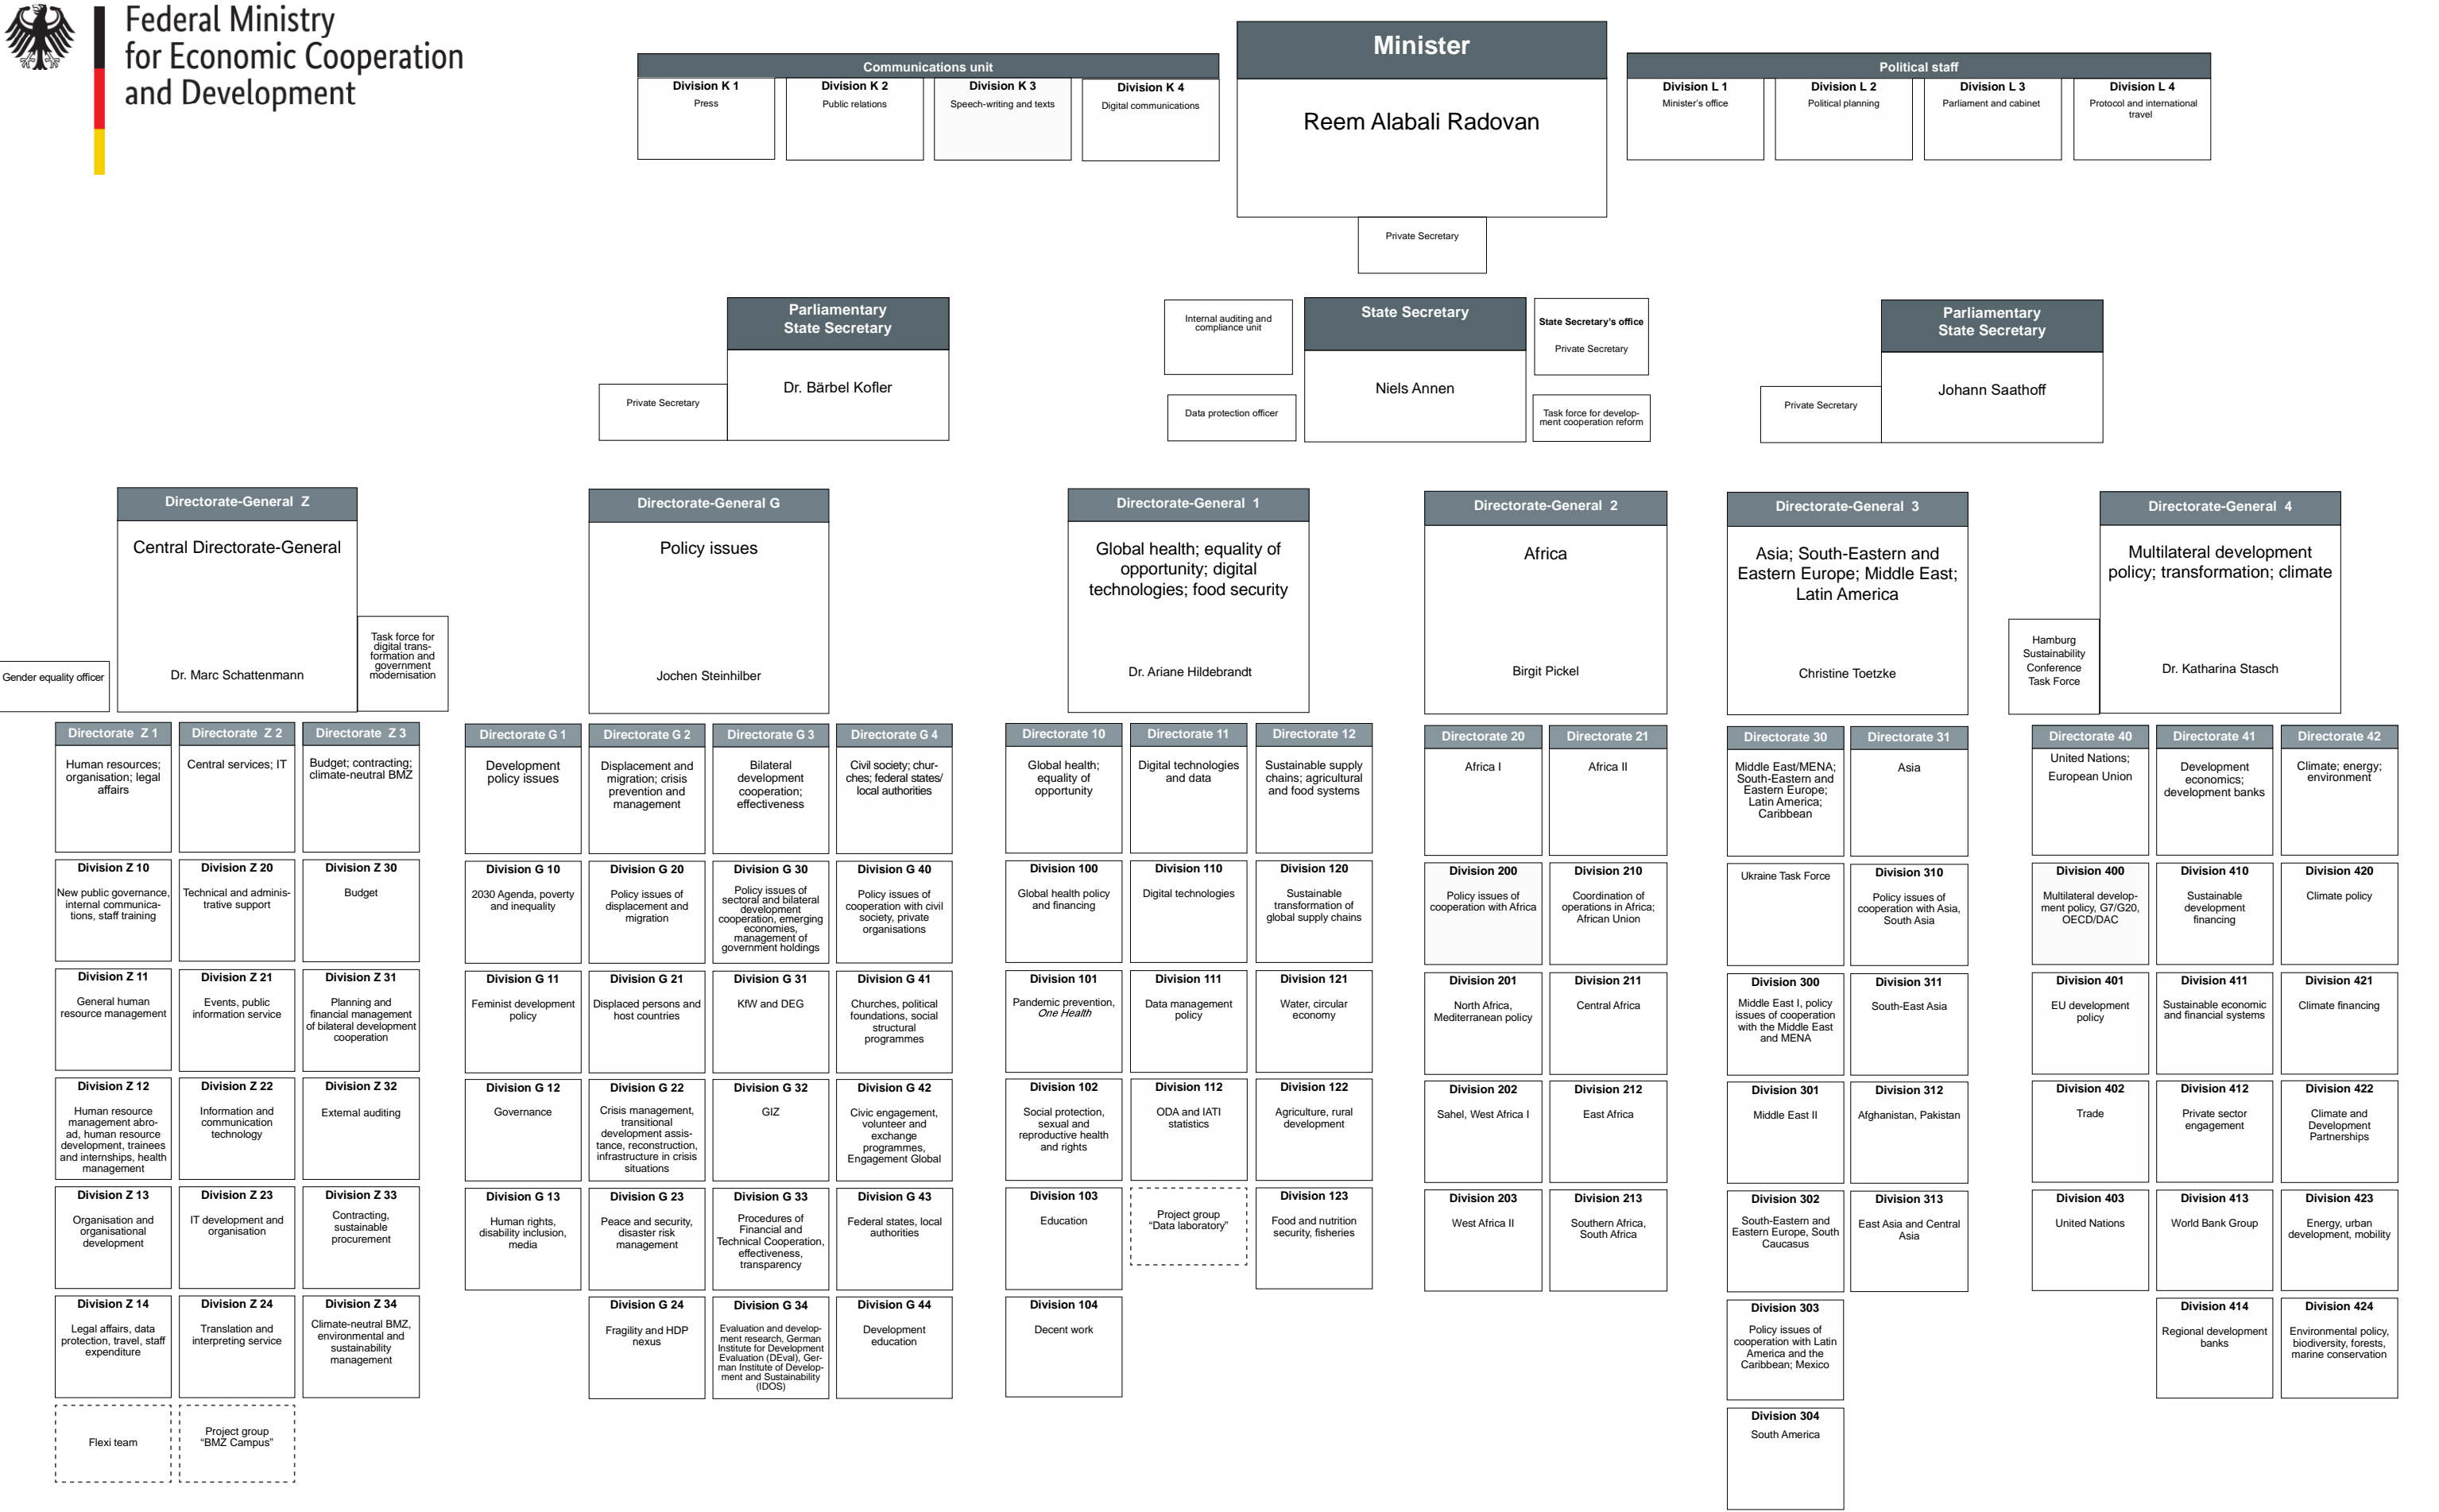 Federal Ministry
for Economic Cooperation
and Development
Communications unit
Division K 1
Press
Division K 2
Public relations
Division K 3
Speech-writing and texts
Division K 4
Digital communications
Minister
Reem Alabali Radovan
Private Secretary
Political staff
Division L 1
Minister's office
Division L 2
Political planning
Division L 3
Parliament and cabinet
Division L 4
Protocol and international
travel
Parliamentary
State Secretary
Dr. Bärbel Kofler
Private Secretary
Internal auditing and
compliance unit
Data protection officer
State Secretary
Niels Annen
State Secretary's office
Private Secretary
Task force for develop-
ment cooperation reform
Parliamentary
State Secretary
Johann Saathoff
Private Secretary
Directorate-General Z
Central Directorate-General
Dr. Marc Schattenmann
Gender equality officer
Task force for
digital trans-
formation and
government
modernisation
Directorate-General G
Policy issues
Jochen Steinhilber
Directorate-General 1
Global health; equality of
opportunity; digital
technologies; food security
Dr. Ariane Hildebrandt
Directorate-General 2
Africa
Birgit Pickel
Directorate-General 3
Asia; South-Eastern and
Eastern Europe; Middle East;
Latin America
Christine Toetzke
Directorate-General 4
Multilateral development
policy; transformation; climate
Dr. Katharina Stasch
Hamburg
Sustainability
Conference
Task Force
Directorate Z 1
Human resources;
organisation; legal
affairs
Division Z 10
New public governance,
internal communica-
tions, staff training
Division Z 11
General human
resource management
Division Z 12
Human resource
management abro-
ad, human resource
development, trainees
and internships, health
management
Division Z 13
Organisation and
organisational
development
Division Z 14
Legal affairs, data
protection, travel, staff
expenditure
Flexi team
Directorate Z 2
Central services; IT
Division Z 20
Technical and adminis-
trative support
Division Z 21
Events, public
information service
Division Z 22
Information and
communication
technology
Division Z 23
IT development and
organisation
Division Z 24
Translation and
interpreting service
Project group
“BMZ Campus”
Directorate Z 3
Budget; contracting;
climate-neutral BMZ
Division Z 30
Budget
Division Z 31
Planning and
financial management
of bilateral development
cooperation
Division Z 32
External auditing
Division Z 33
Contracting,
sustainable
procurement
Division Z 34
Climate-neutral BMZ,
environmental and
sustainability
management
Directorate G 1
Development
policy issues
Division G 10
2030 Agenda, poverty
and inequality
Division G 11
Feminist development
policy
Division G 12
Governance
Division G 13
Human rights,
disability inclusion,
media
Directorate G 2
Displacement and
migration; crisis
prevention and
management
Division G 20
Policy issues of
displacement and
migration
Division G 21
Displaced persons and
host countries
Division G 22
Crisis management,
transitional
development assis-
tance, reconstruction,
infrastructure in crisis
situations
Division G 23
Peace and security,
disaster risk
management
Division G 24
Fragility and HDP
nexus
Directorate G 3
Bilateral
development
cooperation;
effectiveness
Division G 30
Policy issues of
sectoral and bilateral
development
cooperation, emerging
economies,
management of
government holdings
Division G 31
KfW and DEG
Division G 32
GIZ
Division G 33
Procedures of
Financial and
Technical Cooperation,
effectiveness,
transparency
Division G 34
Evaluation and develop-
ment research, German
Institute for Development
Evaluation (DEval), Ger-
man Institute of Develop-
ment and Sustainability
(IDOS)
Directorate G 4
Civil society; chur-
ches; federal states/
local authorities
Division G 40
Policy issues of
cooperation with civil
society, private
organisations
Division G 41
Churches, political
foundations, social
structural
programmes
Division G 42
Civic engagement,
volunteer and
exchange
programmes,
Engagement Global
Division G 43
Federal states, local
authorities
Division G 44
Development
education
Directorate 10
Global health;
equality of
opportunity
Division 100
Global health policy
and financing
Division 101
Pandemic prevention,
One Health
Division 102
Social protection,
sexual and
reproductive health
and rights
Division 103
Education
Division 104
Decent work
Directorate 11
Digital technologies
and data
Division 110
Digital technologies
Division 111
Data management
policy
Division 112
ODA and IATI
statistics
Project group
“Data laboratory”
Directorate 12
Sustainable supply
chains; agricultural
and food systems
Division 120
Sustainable
transformation of
global supply chains
Division 121
Water, circular
economy
Division 122
Agriculture, rural
development
Division 123
Food and nutrition
security, fisheries
Directorate 20
Africa I
Division 200
Policy issues of
cooperation with Africa
Division 201
North Africa,
Mediterranean policy
Division 202
Sahel, West Africa I
Division 203
West Africa II
Directorate 21
Africa II
Division 210
Coordination of
operations in Africa;
African Union
Division 211
Central Africa
Division 212
East Africa
Division 213
Southern Africa,
South Africa
Directorate 30
Middle East/MENA;
South-Eastern and
Eastern Europe;
Latin America;
Caribbean
Ukraine Task Force
Division 300
Middle East I, policy
issues of cooperation
with the Middle East
and MENA
Division 301
Middle East II
Division 302
South-Eastern and
Eastern Europe, South
Caucasus
Division 303
Policy issues of
cooperation with Latin
America and the
Caribbean; Mexico
Division 304
South America
Directorate 31
Asia
Division 310
Policy issues of
cooperation with Asia,
South Asia
Division 311
South-East Asia
Division 312
Afghanistan, Pakistan
Division 313
East Asia and Central
Asia
Directorate 40
United Nations;
European Union
Division 400
Multilateral develop-
ment policy, G7/G20,
OECD/DAC
Division 401
EU development
policy
Division 402
Trade
Division 403
United Nations
Directorate 41
Development
economics;
development banks
Division 410
Sustainable
development
financing
Division 411
Sustainable economic
and financial systems
Division 412
Private sector
engagement
Division 413
World Bank Group
Division 414
Regional development
banks
Directorate 42
Climate; energy;
environment
Division 420
Climate policy
Division 421
Climate financing
Division 422
Climate and
Development
Partnerships
Division 423
Energy, urban
development, mobility
Division 424
Environmental policy,
biodiversity, forests,
marine conservation